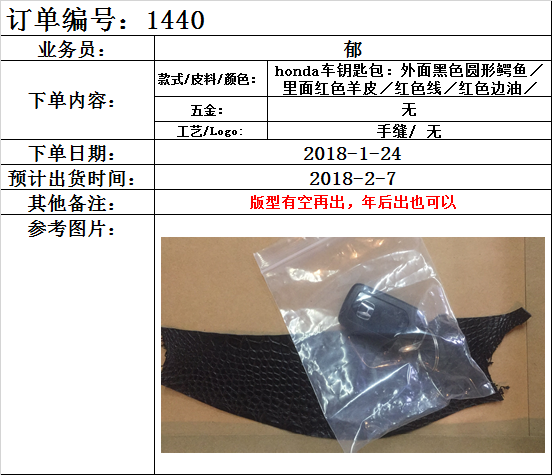 订单编号：1440
业务员：
郁
下单内容：
款式/皮料/颜色：
honda车钥匙包：外面黑色圆形鳄鱼／
里面红色羊皮／红色线／红色边油／
五金：
无
工艺/Logo:
手缝/ 无
下单日期：
2018-1-24
预计出货时间：
2018-2-7
其他备注：
版型有空再出，年后出也可以
参考图片：